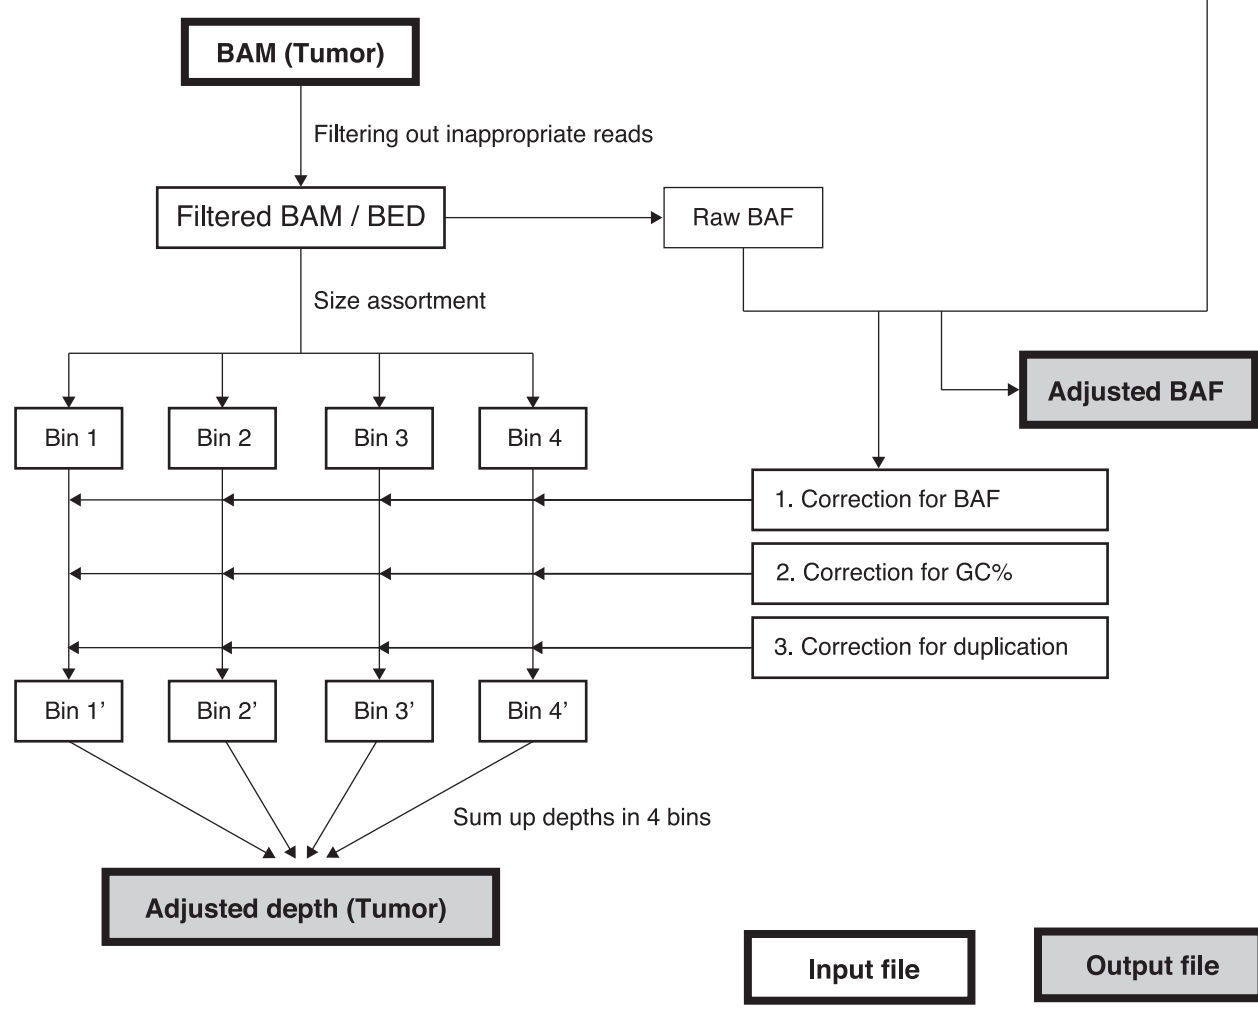 BAM (Tumor)
Filtering out inappropriate reads
Filtered BAM / BED
Raw BAF
Size assortment
Adjusted BAF
Bin 1
Bin 2
Bin 3
Bin 4
1. Correction for BAF
2. Correction for GC%
3. Correction for duplication
Bin 1’
Bin 2’
Bin 3’
Bin 4’
Sum up depths in 4 bins
Adjusted depth (Tumor)
Input file
Output file